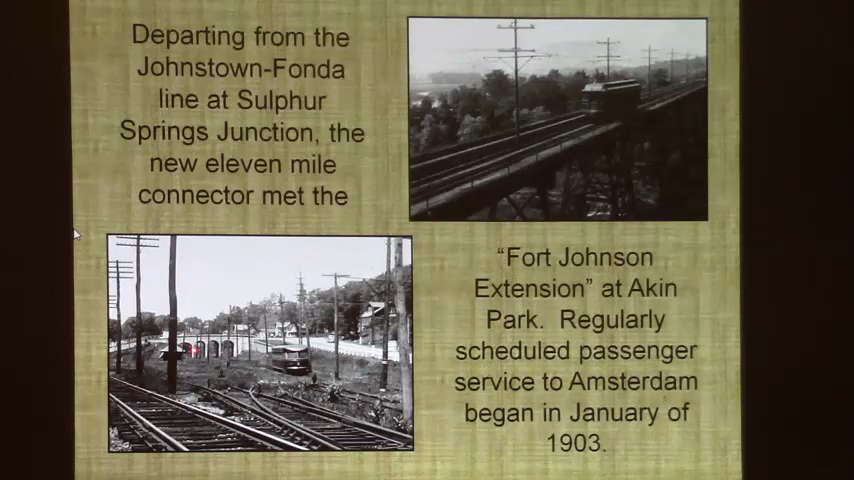 Departing from the
Johnstown-Fonda
line at Sulphur
Springs Junction, the
new eleven mile
connector met the
“Fort Johnson
Extension” at Akin
Park.  Regularly
scheduled passenger
service to Amsterdam
began in January of
1903.